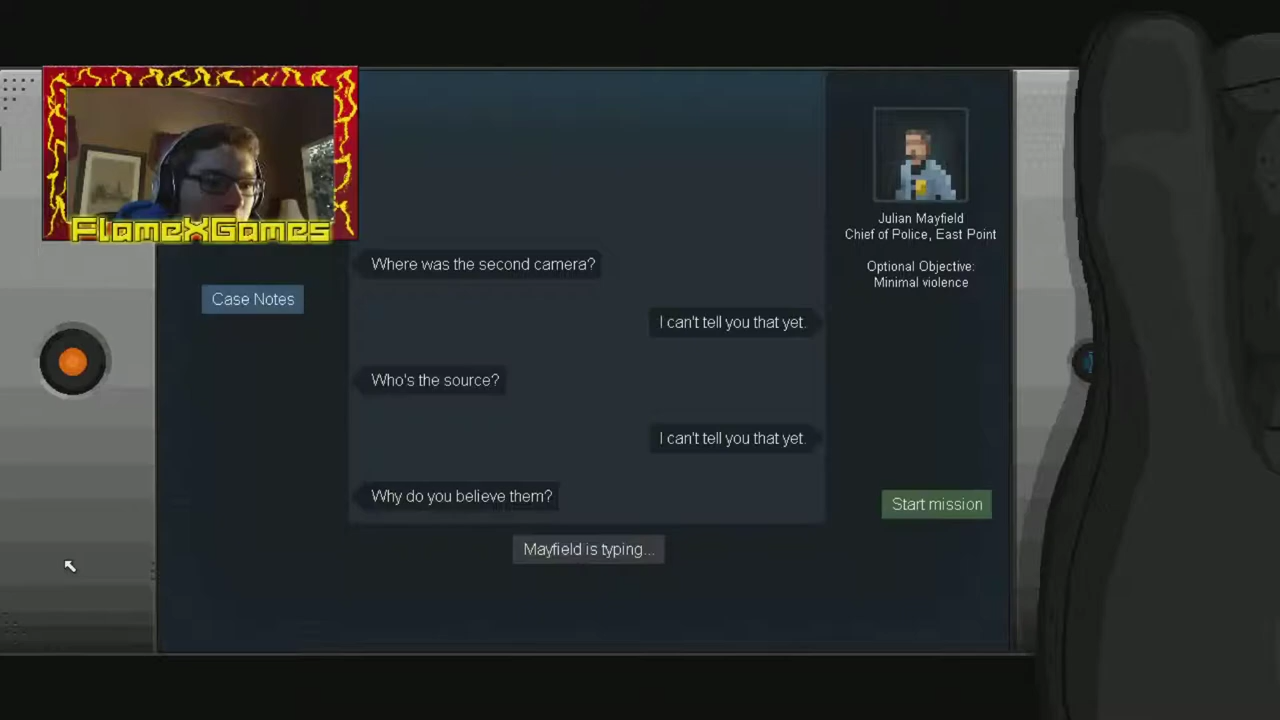 FlameXGames
Case Notes
Where was the second camera?
I can't tell you that yet.
Who's the source?
I can't tell you that yet.
Why do you believe them?
Mayfield is typing...
Julian Mayfield
Chief of Police, East Point
Optional Objective:
Minimal violence
Start mission